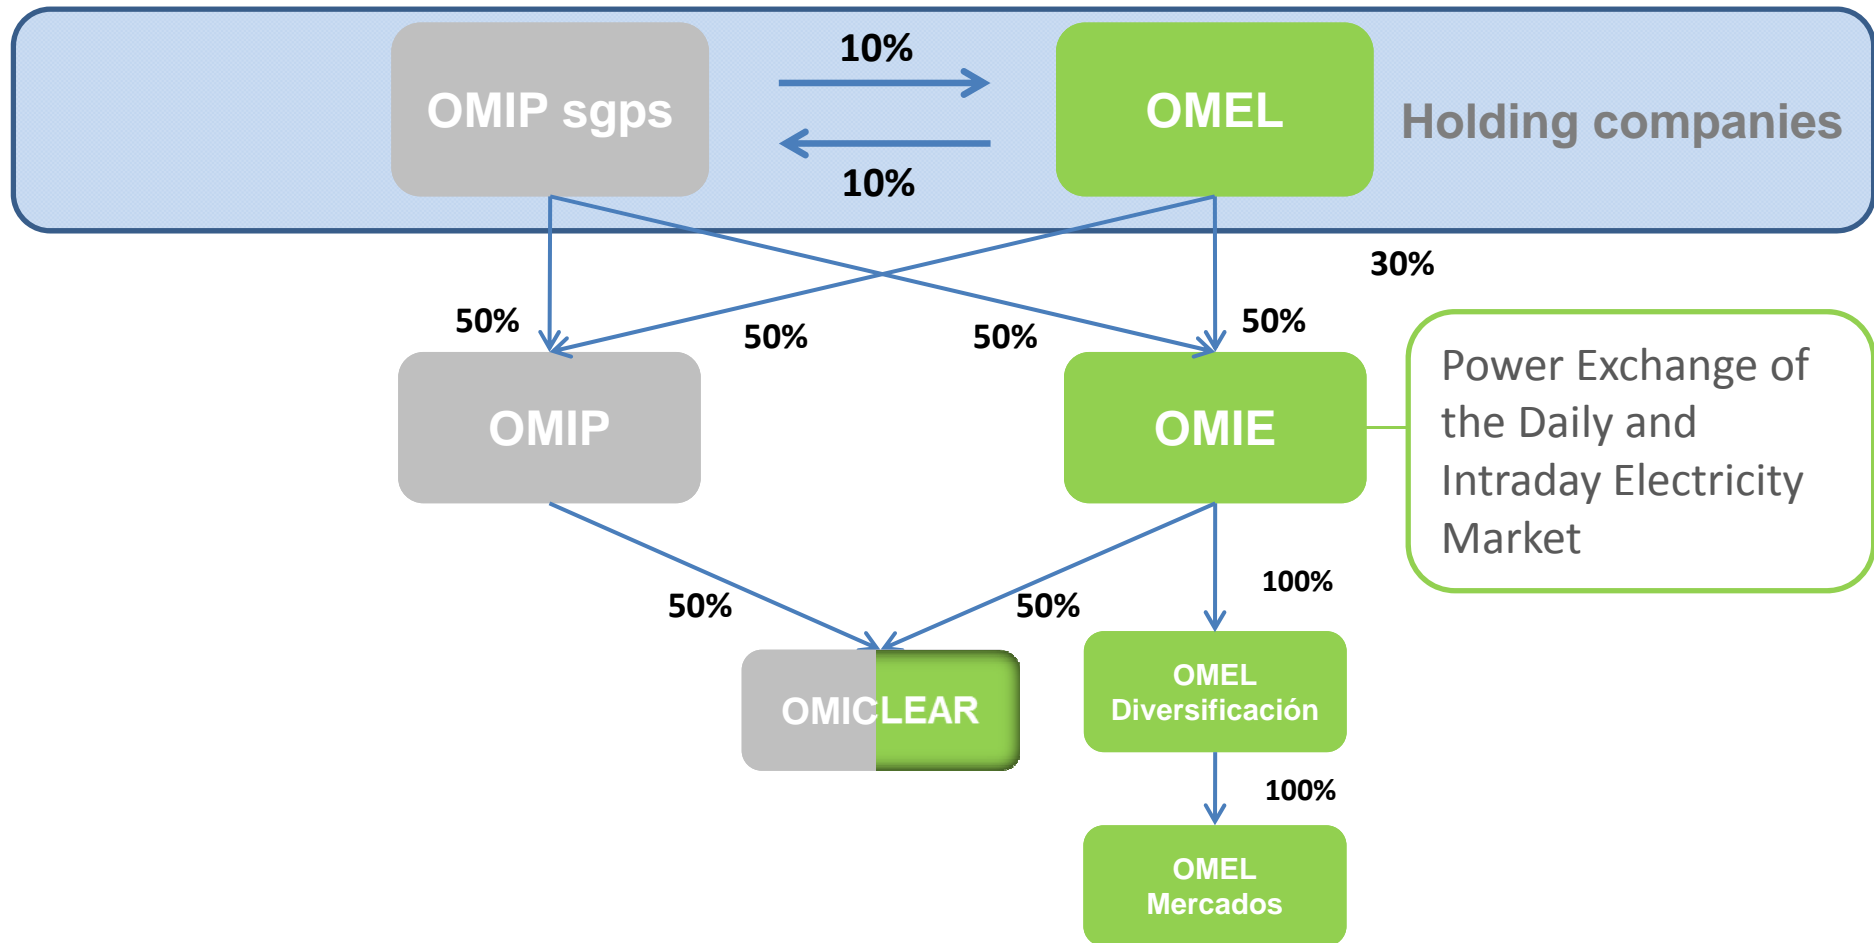 10%
OMIP sgps
OMEL
Holding companies
10%
30%
50%
50%
50%
50%
OMIP
OMIE
Power Exchange of
the Daily and
Intraday Electricity
Market
50%
50%
100%
OMICLEAR
OMEL
Diversificación
100%
OMEL
Mercados